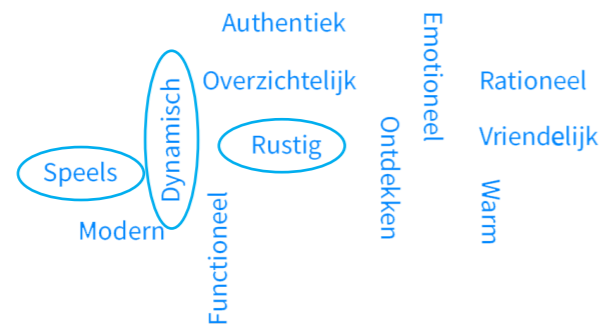 Authentiek
Emotioneel
Overzichtelijk
Rationeel
Dynamisch
Rustig
Ontdekken
Vriendelijk
Speels
Warm
Modern
Functioneel